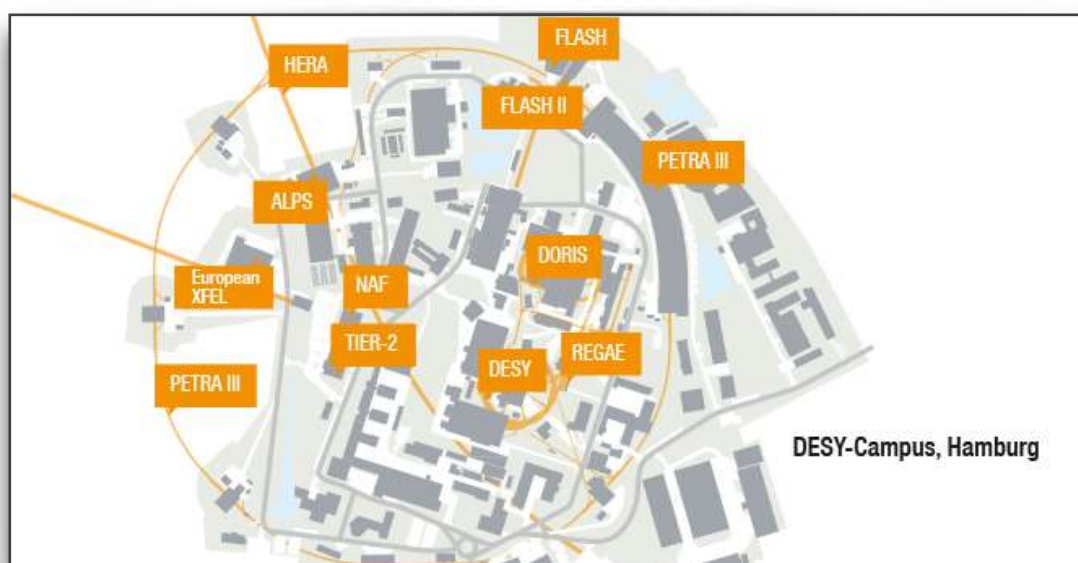 FLASH
HERA
FLASH II
PETRA III
ALPS
DORIS
European
XFEL
NAF
TIER-2
REGAE
DESY
PETRA III
DESY-Campus, Hamburg